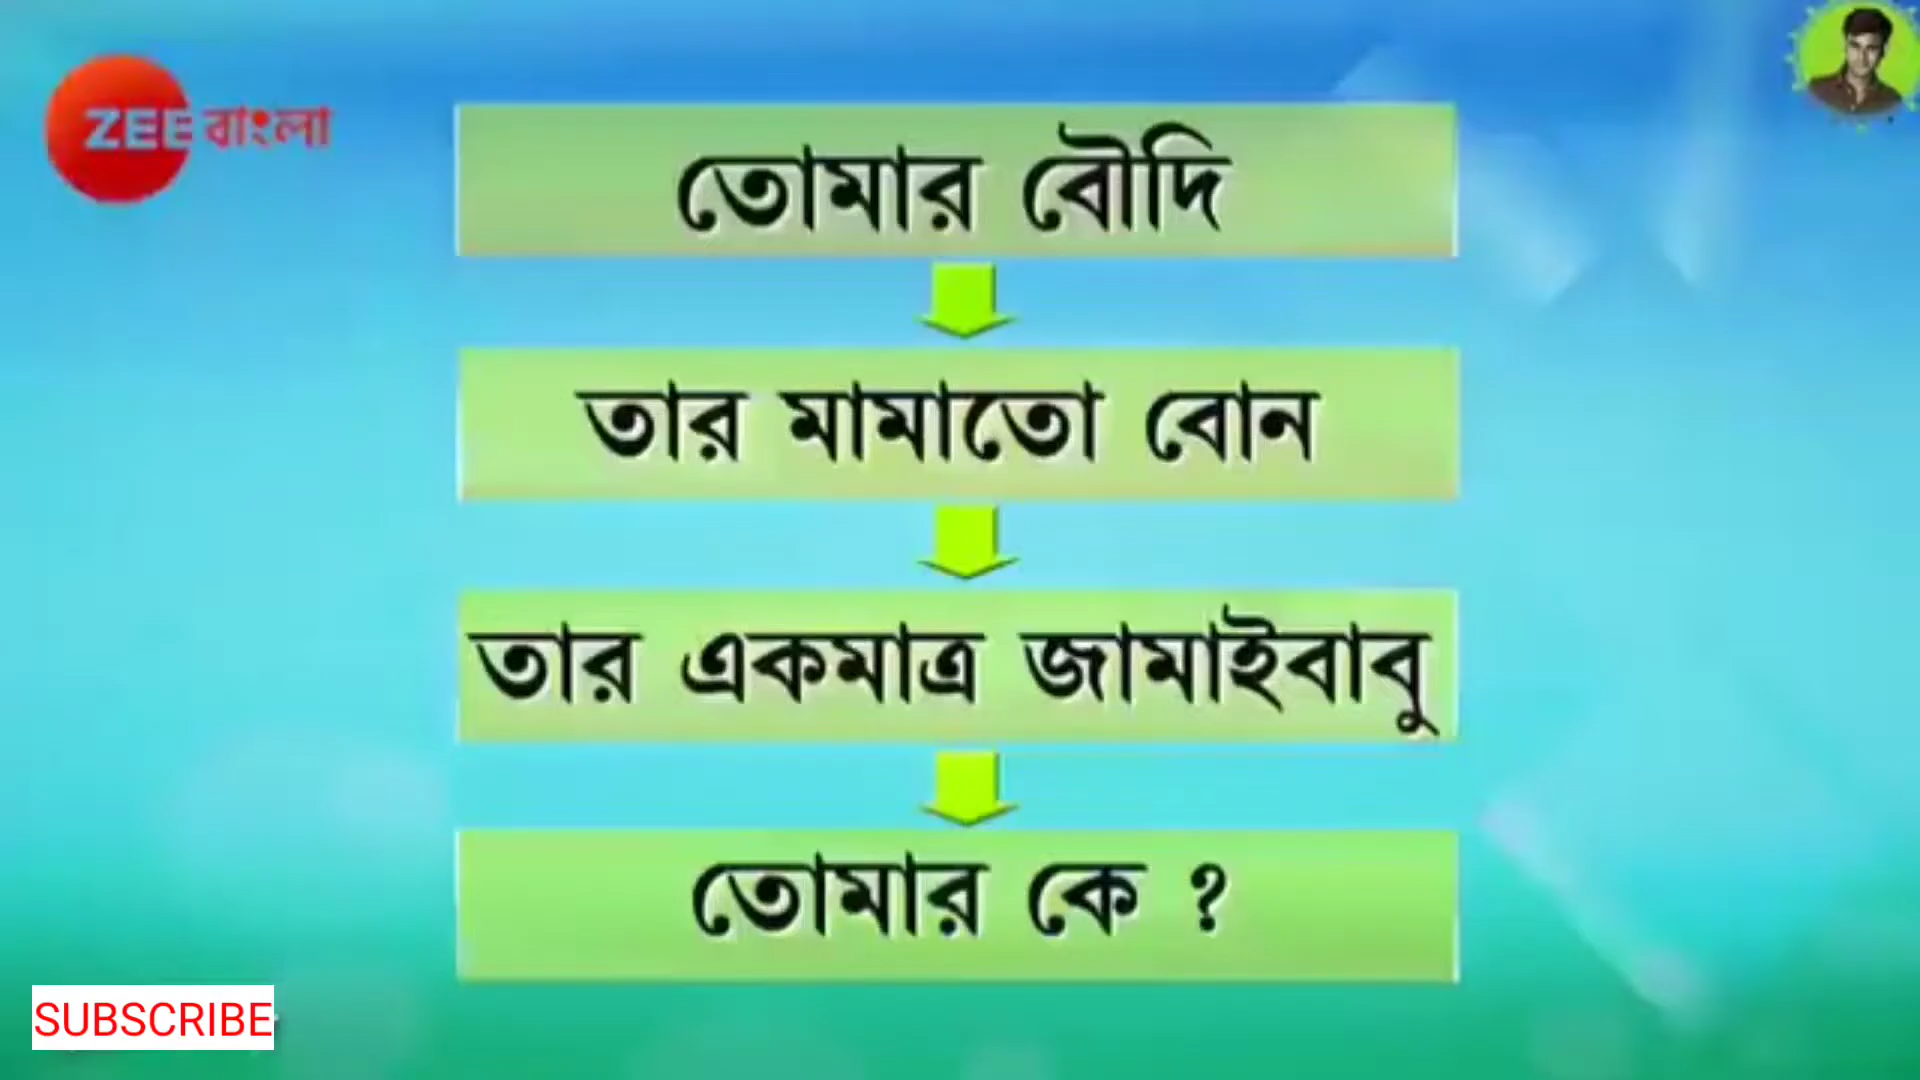 ZEE বাংলা
তোমার বৌদি
তার মামাতো বোন
তার একমাত্র জামাইবাবু
তোমার কে ?
SUBSCRIBE